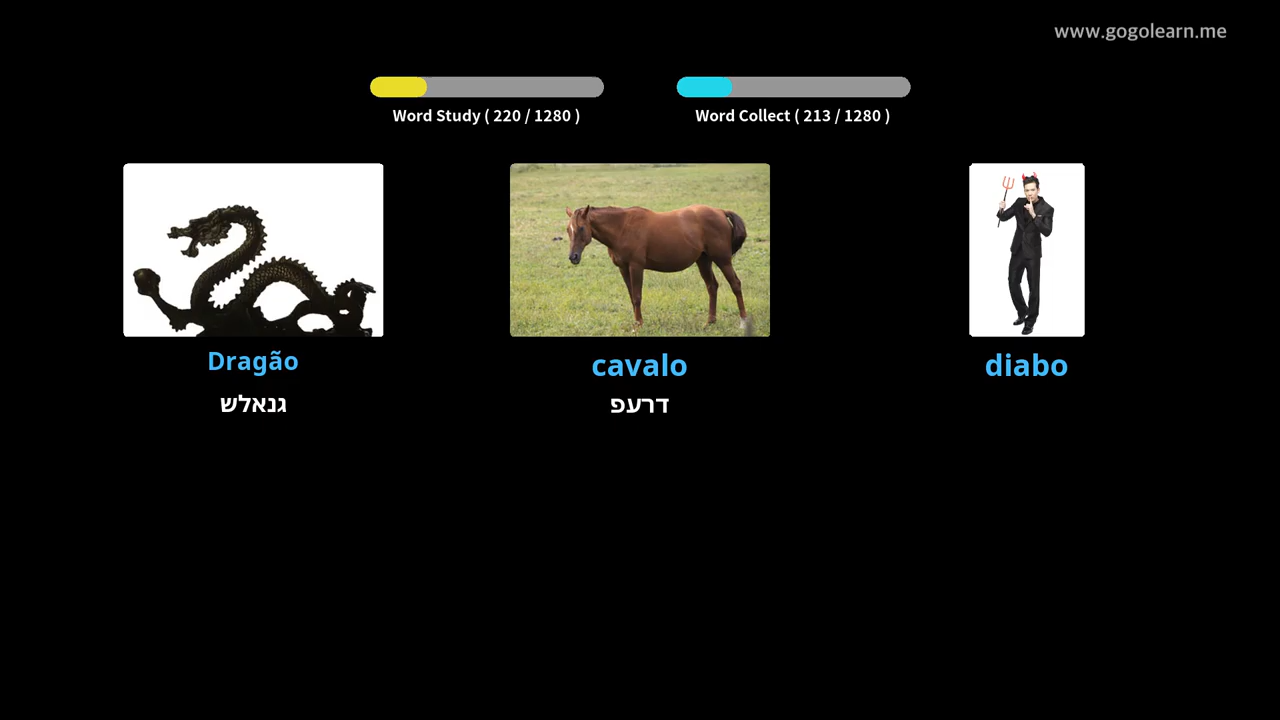 www.gogolearn.me
Word Study ( 220 / 1280 )
Word Collect ( 213 / 1280 )
Dragão
גנאלש
cavalo
דרעפ
diabo